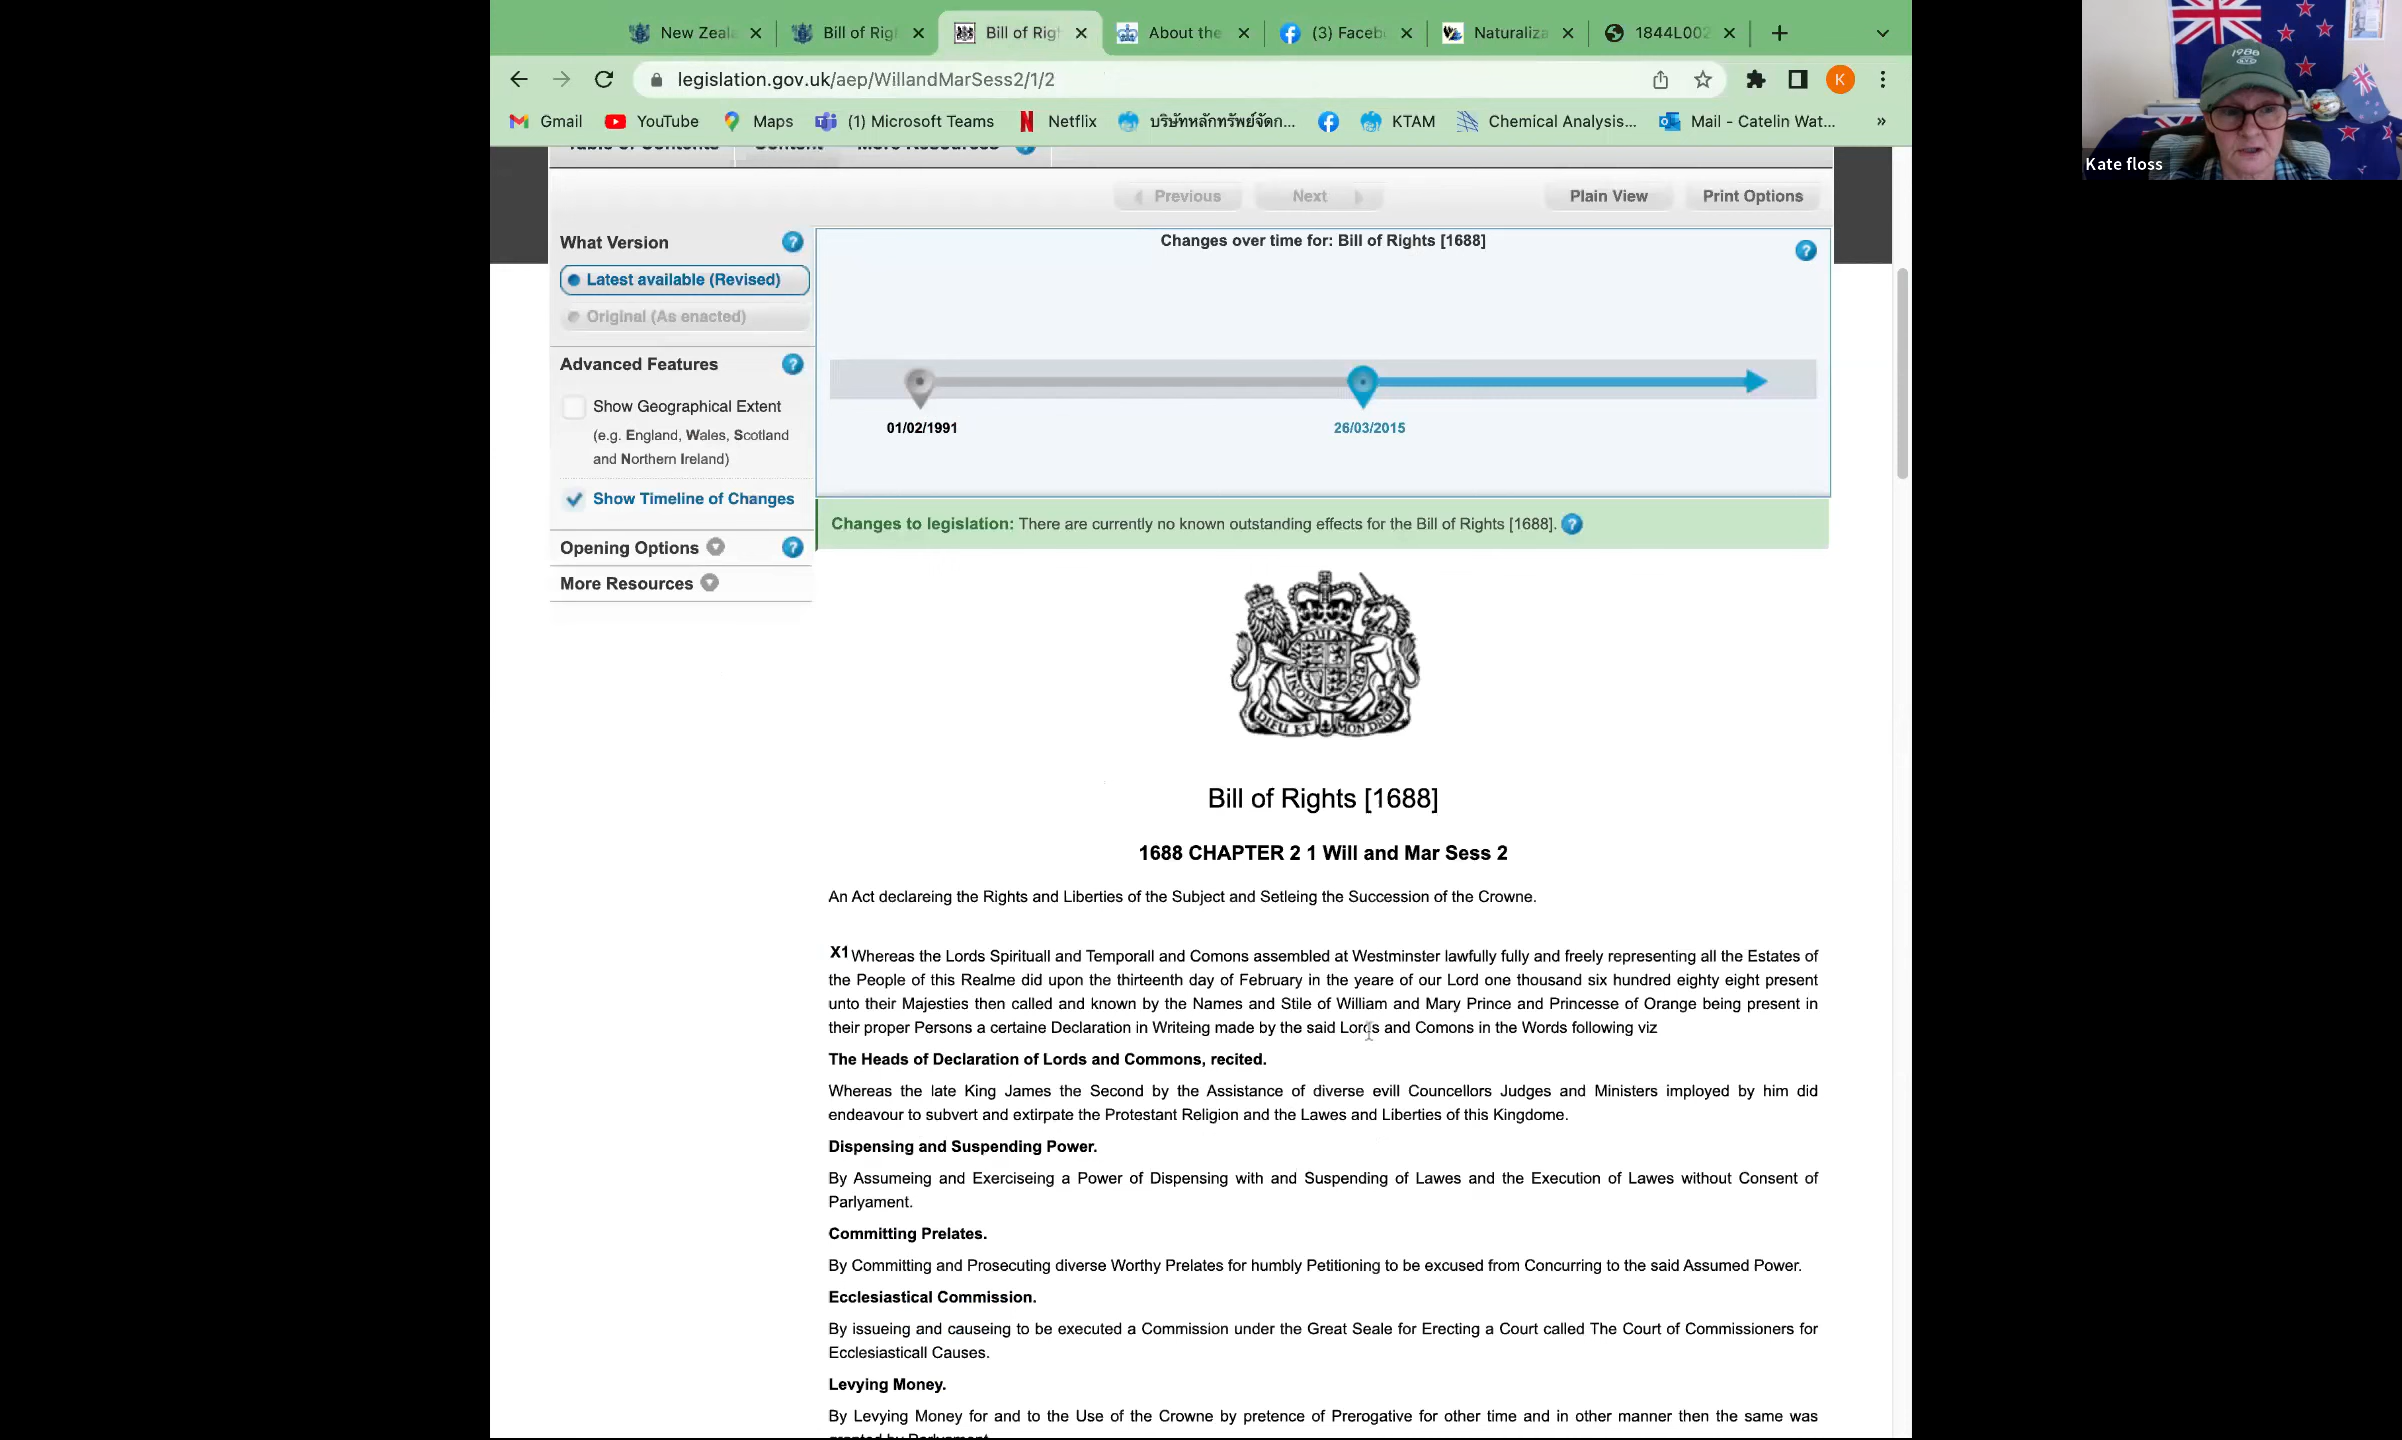 New Zeal
Bill of Rig
Bill of Rig
About the
(3) Faceb
Naturaliza
1844L002
legislation.gov.uk/aep/WillandMarSess2/1/2
K
Gmail
YouTube
Maps
(1) Microsoft Teams
Netflix
บริษัทหลักทรัพย์จัดก...
KTAM
Chemical Analysis...
Mail - Catelin Wat...
»
1986
Kate floss
Table of Contents
Content
More Resources
Previous
Next
Plain View
Print Options
What Version
Latest available (Revised)
Original (As enacted)
Advanced Features
Show Geographical Extent
(e.g. England, Wales, Scotland
and Northern Ireland)
Show Timeline of Changes
Opening Options
More Resources
Changes over time for: Bill of Rights [1688]
01/02/1991
26/03/2015
Changes to legislation: There are currently no known outstanding effects for the Bill of Rights [1688].
DIEU ET MON DROIT
Bill of Rights [1688]
1688 CHAPTER 2 1 Will and Mar Sess 2
An Act declareing the Rights and Liberties of the Subject and Setleing the Succession of the Crowne.
X1 Whereas the Lords Spirituall and Temporall and Comons assembled at Westminster lawfully fully and freely representing all the Estates of
the People of this Realme did upon the thirteenth day of February in the yeare of our Lord one thousand six hundred eighty eight present
unto their Majesties then called and known by the Names and Stile of William and Mary Prince and Princesse of Orange being present in
their proper Persons a certaine Declaration in Writeing made by the said Lords and Comons in the Words following viz
The Heads of Declaration of Lords and Commons, recited.
Whereas the late King James the Second by the Assistance of diverse evill Councellors Judges and Ministers imployed by him did
endeavour to subvert and extirpate the Protestant Religion and the Lawes and Liberties of this Kingdome.
Dispensing and Suspending Power.
By Assumeing and Exerciseing a Power of Dispensing with and Suspending of Lawes and the Execution of Lawes without Consent of
Parlyament.
Committing Prelates.
By Committing and Prosecuting diverse Worthy Prelates for humbly Petitioning to be excused from Concurring to the said Assumed Power.
Ecclesiastical Commission.
By issueing and causeing to be executed a Commission under the Great Seale for Erecting a Court called The Court of Commissioners for
Ecclesiasticall Causes.
Levying Money.
By Levying Money for and to the Use of the Crowne by pretence of Prerogative for other time and in other manner then the same was
granted by Parlyament.